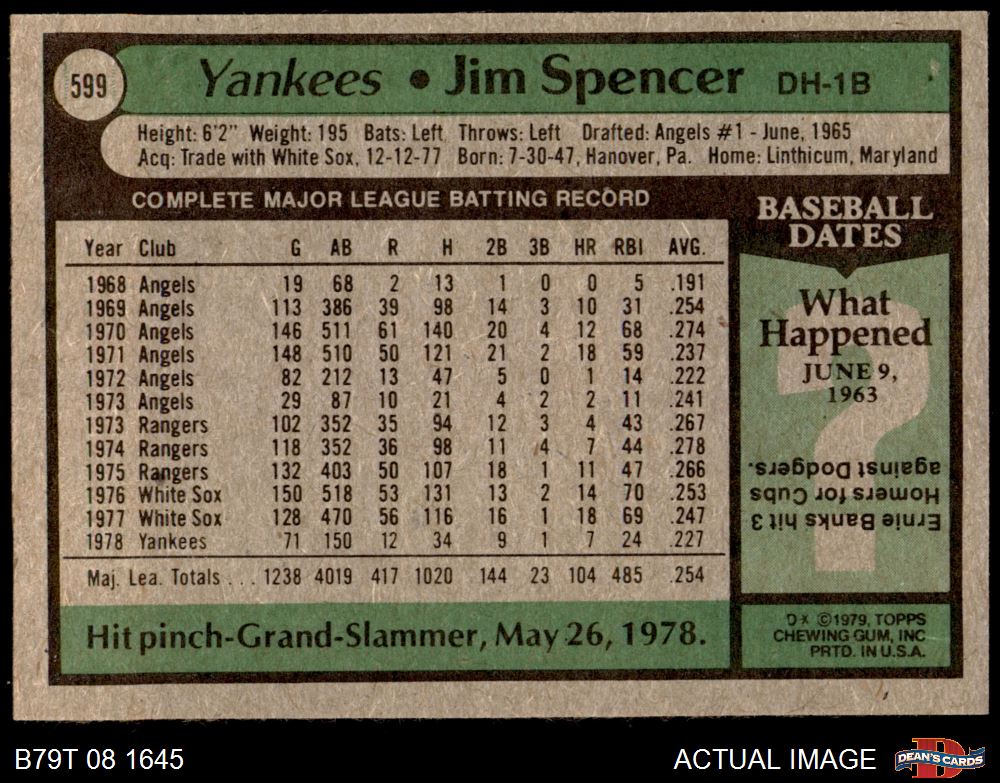 599
Yankees • Jim Spencer DH-1B
Height: 6'2" Weight: 195 Bats: Left Throws: Left Drafted: Angels #1 - June, 1965
Acq: Trade with White Sox, 12-12-77 Born: 7-30-47, Hanover, Pa. Home: Linthicum, Maryland
COMPLETE MAJOR LEAGUE BATTING RECORD
Year Club G AB R H 2B 3B HR RBI AVG.
1968 Angels 19 68 2 13 1 0 0 5 .191
1969 Angels 113 386 39 98 14 3 10 31 .254
1970 Angels 146 511 61 140 20 4 12 68 .274
1971 Angels 148 510 50 121 21 2 18 59 .237
1972 Angels 82 212 13 47 5 0 1 14 .222
1973 Angels 29 87 10 21 4 2 2 11 .241
1973 Rangers 102 352 35 94 12 3 4 43 .267
1974 Rangers 118 352 36 98 11 4 7 44 .278
1975 Rangers 132 403 50 107 18 1 11 47 .266
1976 White Sox 150 518 53 131 13 2 14 70 .253
1977 White Sox 128 470 56 116 16 1 18 69 .247
1978 Yankees 71 150 12 34 9 1 7 24 .227
Maj. Lea. Totals . . . 1238 4019 417 1020 144 23 104 485 .254
Hit pinch-Grand-Slammer, May 26, 1978.
BASEBALL
DATES
What
Happened
JUNE 9,
1963
?
Ernie Banks hit 3
Homers for Cubs
against Dodgers.
D* ©1979, TOPPS
CHEWING GUM, INC
PRTD. IN U.S.A.
B79T 08 1645
ACTUAL IMAGE
D
DEAN'S CARDS